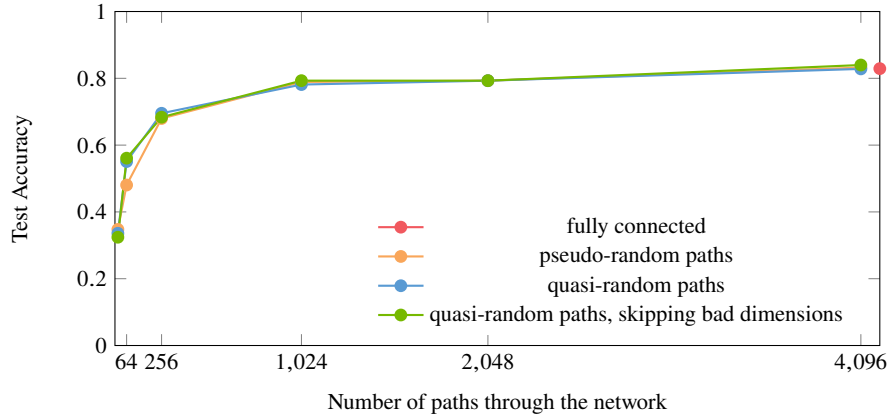 1
0.8
0.6
0.4
0.2
0
Test Accuracy
fully connected
pseudo-random paths
quasi-random paths
quasi-random paths, skipping bad dimensions
64 256 1,024 2,048 4,096
Number of paths through the network